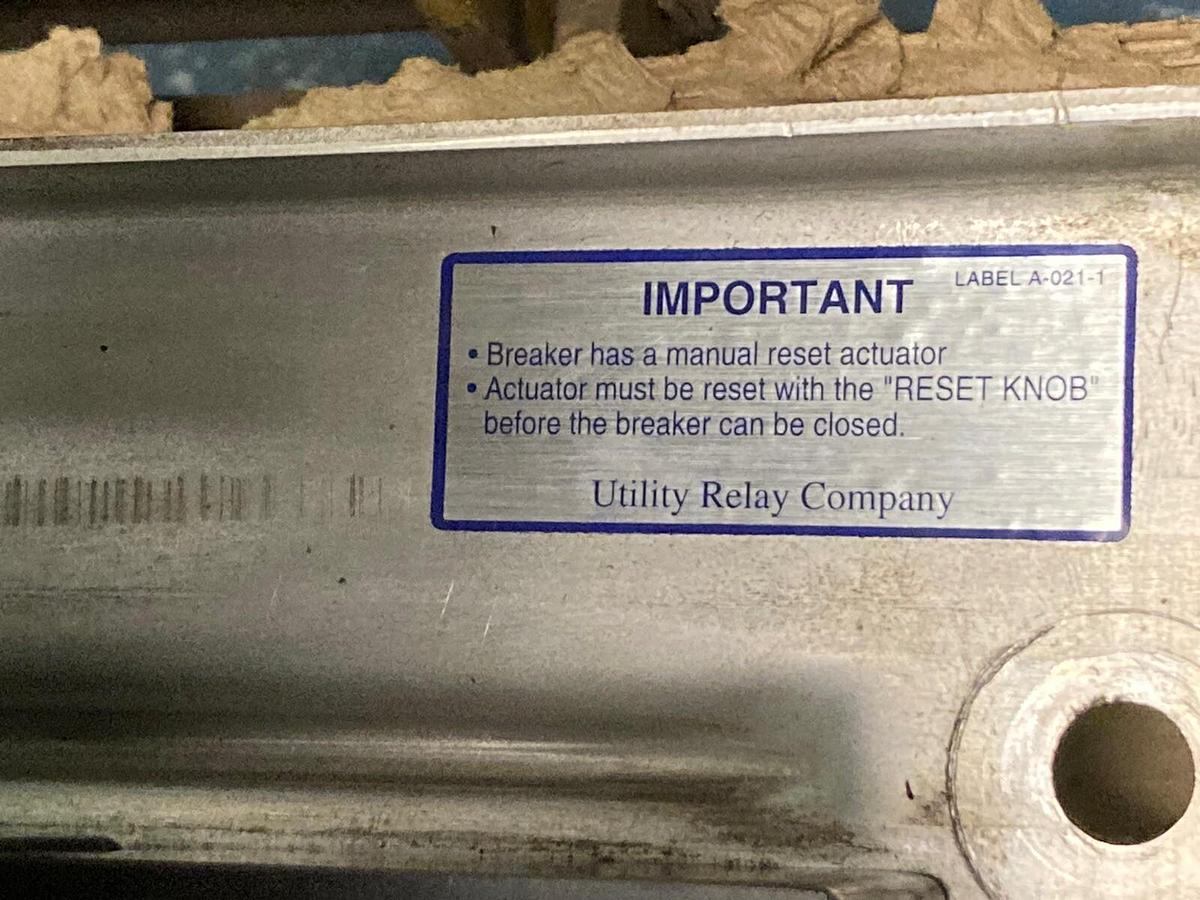 LABEL A-021-1
IMPORTANT
• Breaker has a manual reset actuator
• Actuator must be reset with the "RESET KNOB"
before the breaker can be closed.
Utility Relay Company